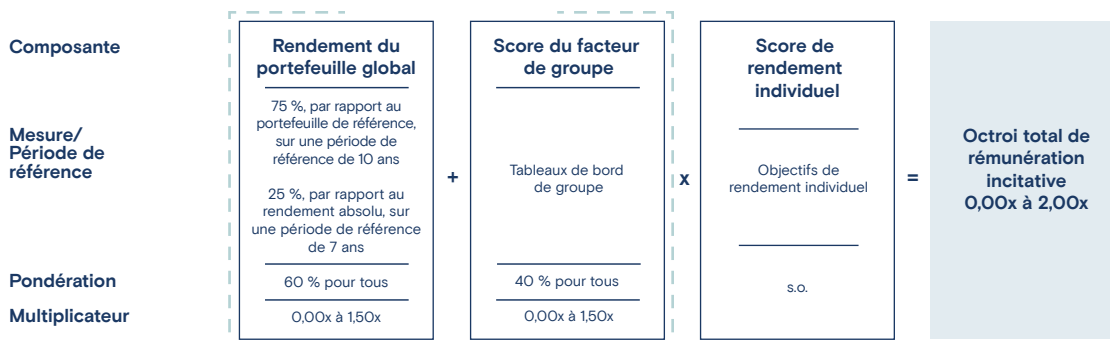 Composante
Rendement du
portefeuille global
Score du facteur
de groupe
Score de
rendement
individuel
Mesure/
Période de
référence
75 %, par rapport au
portefeuille de référence,
sur une période de
référence de 10 ans
25 %, par rapport au
rendement absolu, sur
une période de référence
de 7 ans
+
Tableaux de bord
de groupe
x
Objectifs de
rendement individuel
=
Octroi total de
rémunération
incitative
0,00x à 2,00x
Pondération
60 % pour tous
40 % pour tous
s.o.
Multiplicateur
0,00x à 1,50x
0,00x à 1,50x